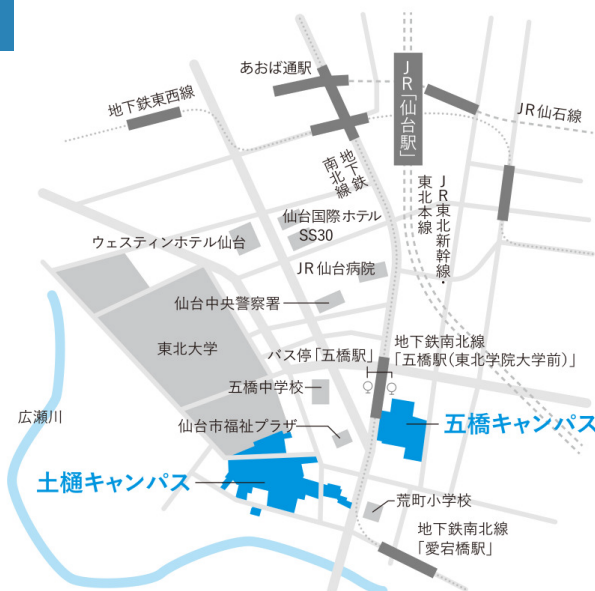 あおば通駅
地下鉄東西線
JR「仙台駅」
JR仙石線
地下鉄
南北線
JR東北新幹線・
東北本線
仙台国際ホテル
SS30
ウェスティンホテル仙台
JR仙台病院
仙台中央警察署
東北大学
バス停「五橋駅」
地下鉄南北線
「五橋駅(東北学院大学前)」
五橋中学校
広瀬川
仙台市福祉プラザ
五橋キャンパス
土樋キャンパス
荒町小学校
地下鉄南北線
「愛宕橋駅」